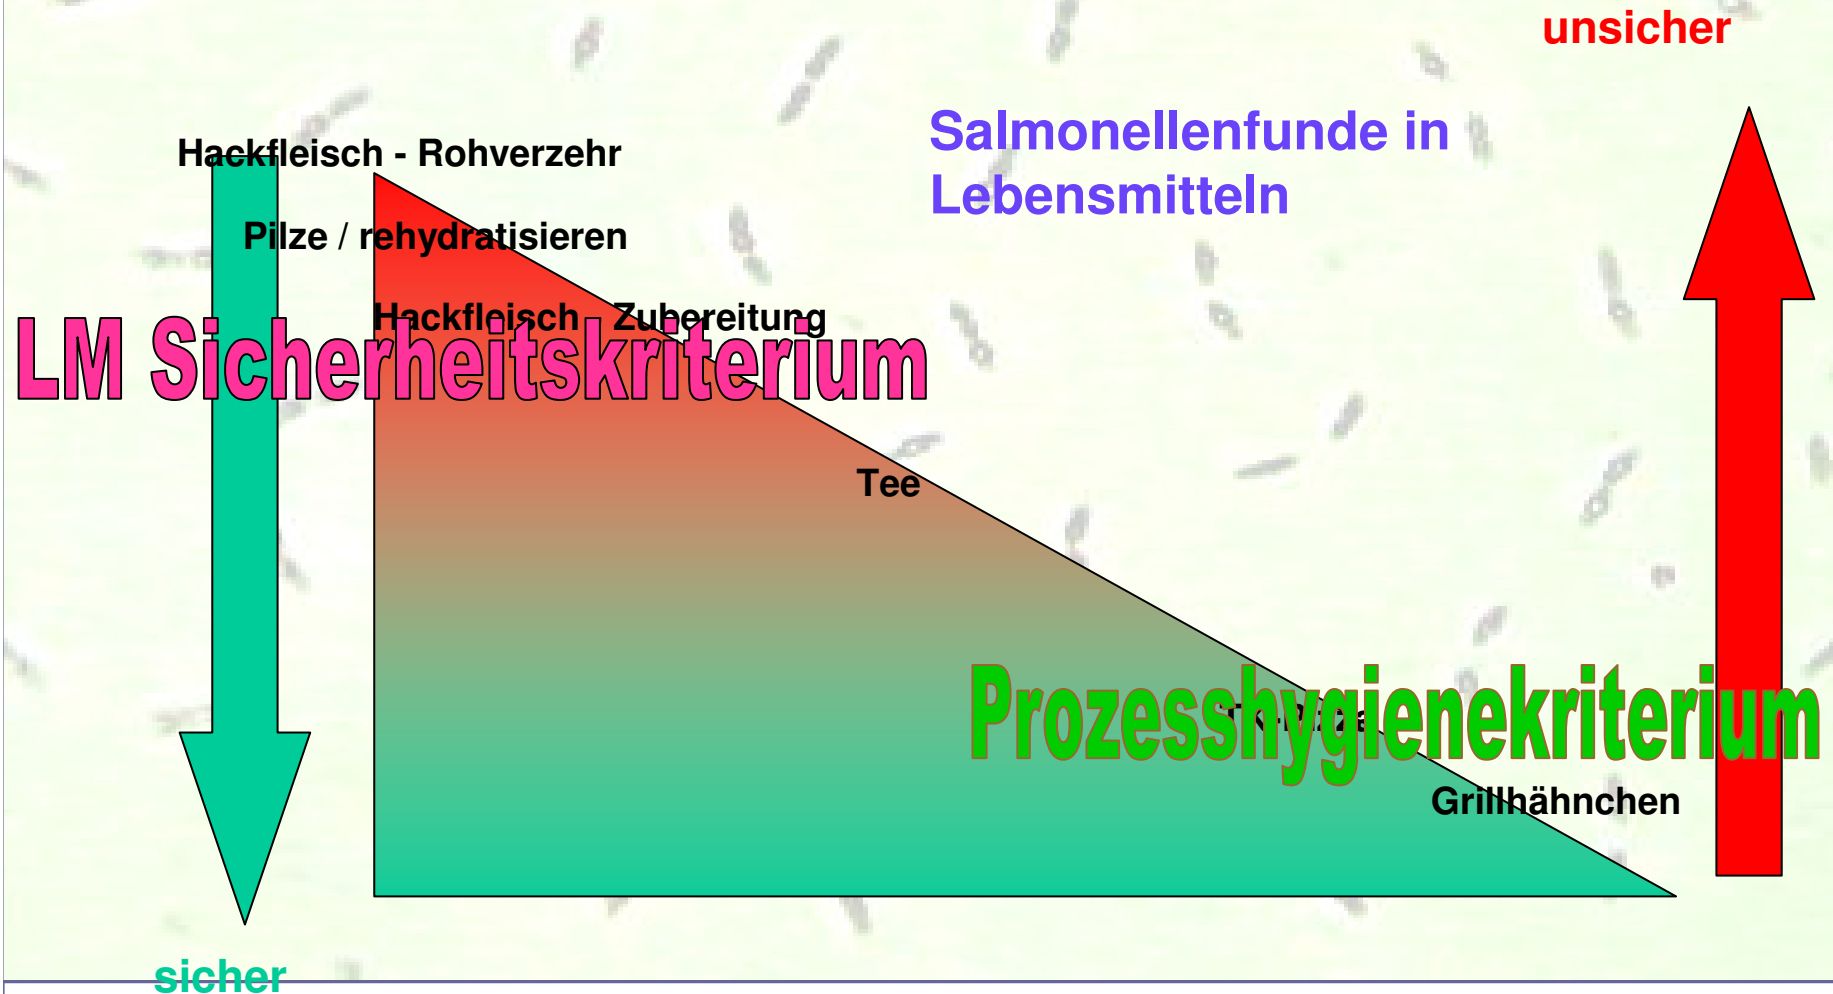 unsicher
Salmonellenfunde in
Lebensmitteln
Hackfleisch - Rohverzehr
Pilze / rehydratisieren
Hackfleisch Zubereitung
LM Sicherheitskriterium
Tee
Prozesshygienekriterium
Grillhähnchen
sicher